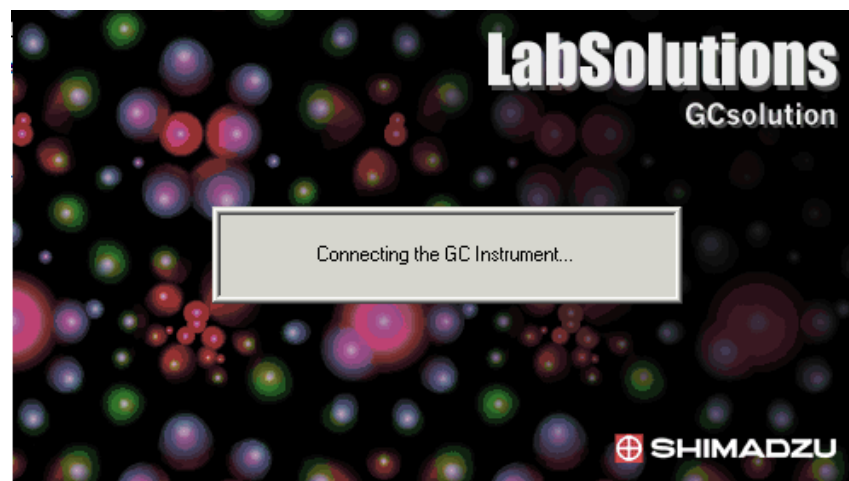 LabSolutions
GCsolution
Connecting the GC Instrument...
SHIMADZU